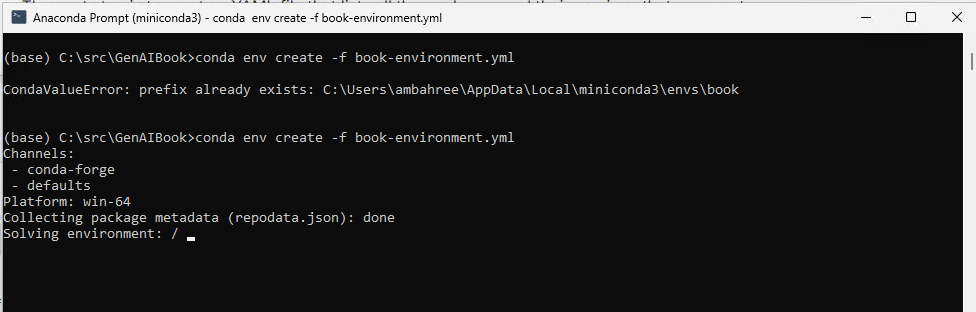 Anaconda Prompt (miniconda3) - conda  env create -f book-environment.yml
(base) C:\src\GenAIBook>conda env create -f book-environment.yml
CondaValueError: prefix already exists: C:\Users\ambahree\AppData\Local\miniconda3\envs\book
(base) C:\src\GenAIBook>conda env create -f book-environment.yml
Channels:
 - conda-forge
 - defaults
Platform: win-64
Collecting package metadata (repodata.json): done
Solving environment: /